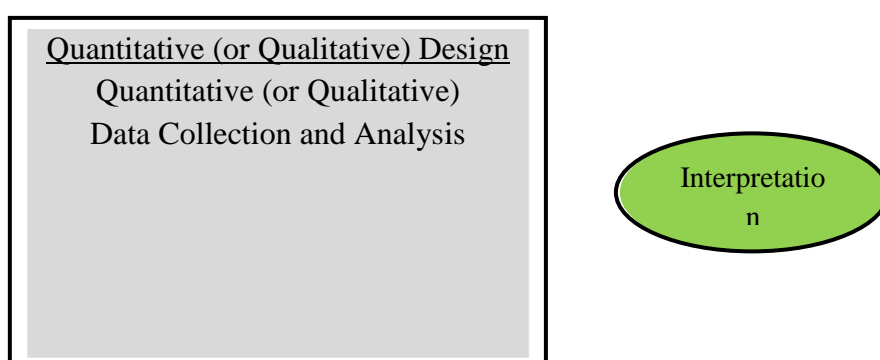 Quantitative (or Qualitative) Design
Quantitative (or Qualitative)
Data Collection and Analysis
Interpretatio
n